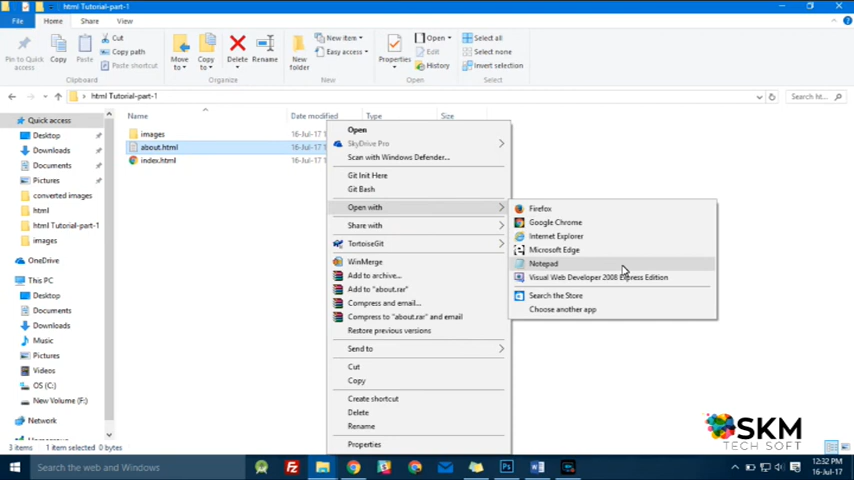 html Tutorial-part-1
File
Home
Share
View
Pin to Quick access
Copy
Paste
Cut
Copy path
Paste shortcut
Clipboard
Move to
Copy to
Delete
Rename
Organize
New folder
New item
Easy access
New
Properties
Open
Edit
History
Open
Select all
Select none
Invert selection
Select
html Tutorial-part-1
Search ht...
Name
Date modified
Type
Size
Quick access
Desktop
Downloads
Documents
Pictures
converted images
html
html Tutorial-part-1
images
OneDrive
This PC
Desktop
Documents
Downloads
Music
Pictures
Videos
OS (C:)
New Volume (F:)
Network
images
16-Jul-17
about.html
16-Jul-17
index.html
16-Jul-17
Open
SkyDrive Pro
Scan with Windows Defender...
Git Init Here
Git Bash
Open with
Share with
TortoiseGit
WinMerge
Add to archive...
Add to "about.rar"
Compress and email...
Compress to "about.rar" and email
Restore previous versions
Send to
Cut
Copy
Create shortcut
Delete
Rename
Properties
Firefox
Google Chrome
Internet Explorer
Microsoft Edge
Notepad
Visual Web Developer 2008 Express Edition
Search the Store
Choose another app
SKM
TECH SOFT
3 items
1 item selected 0 bytes
Search the web and Windows
12:32 PM
16-Jul-17